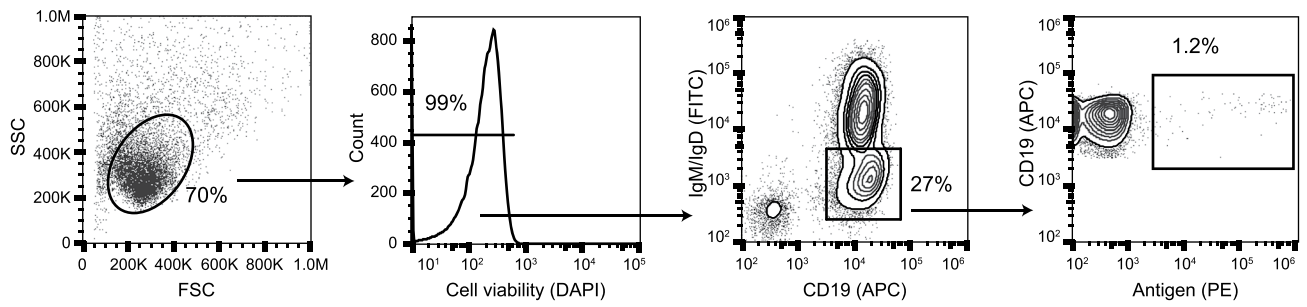 1.0M
800K
600K
400K
200K
0
SSC
70%
0 200K 400K 600K 800K 1.0M
FSC
800
600
400
200
0
Count
99%
10¹ 10² 10³ 10⁴ 10⁵
Cell viability (DAPI)
10⁶
10⁵
10⁴
10³
10²
IgM/IgD (FITC)
27%
10² 10³ 10⁴ 10⁵ 10⁶
CD19 (APC)
10⁶
10⁵
10⁴
10³
10²
CD19 (APC)
1.2%
10² 10³ 10⁴ 10⁵ 10⁶
Antigen (PE)